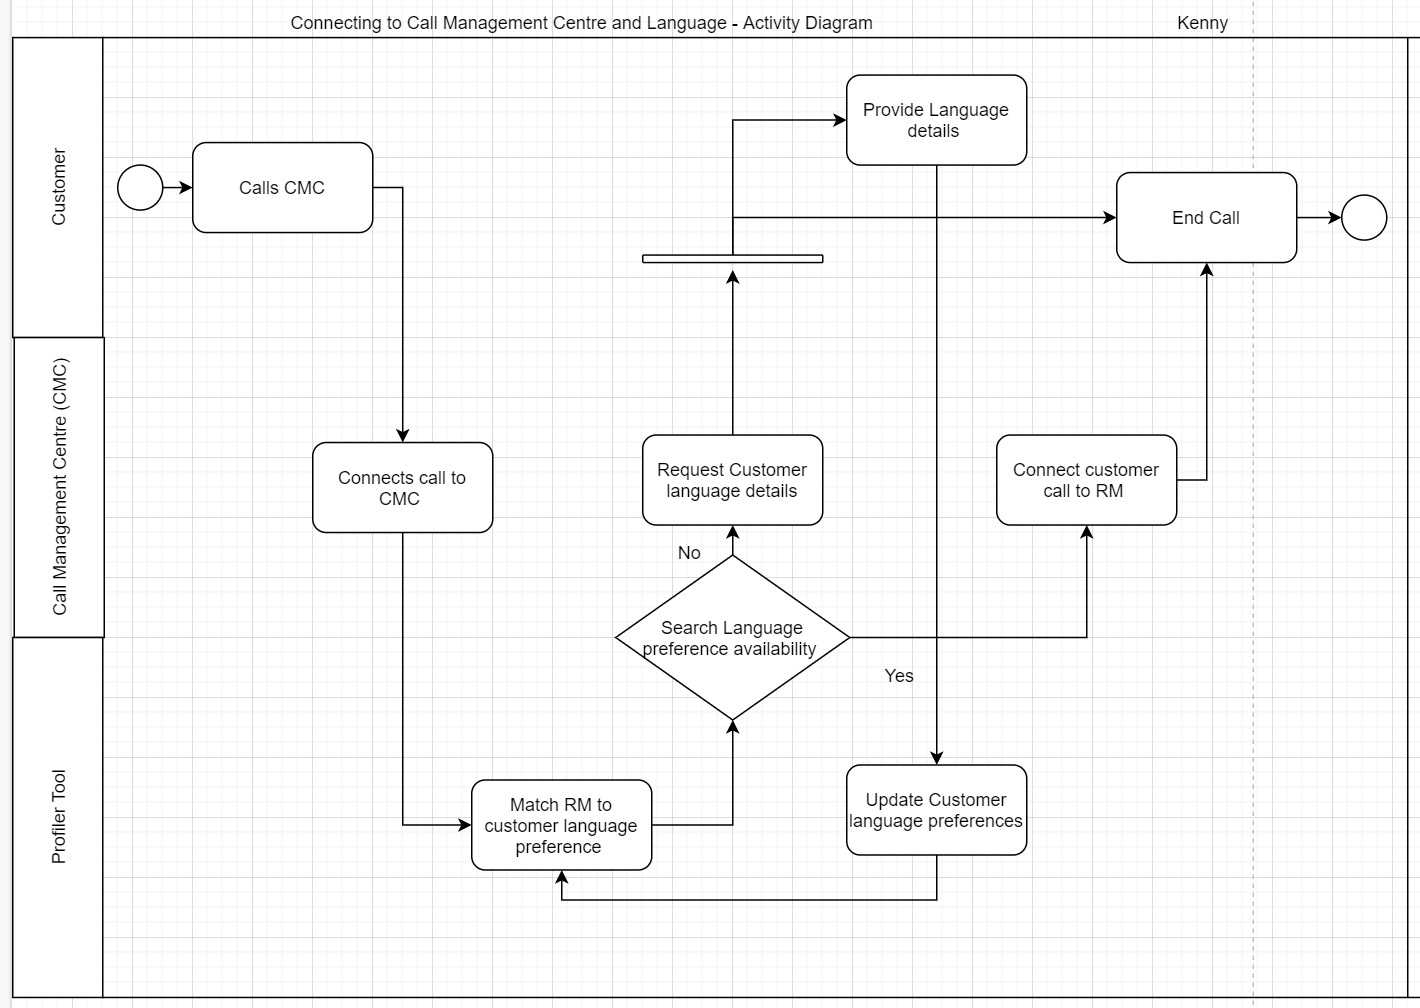 Connecting to Call Management Centre and Language - Activity Diagram
Kenny
Customer
Calls CMC
Provide Language
details
End Call
Call Management Centre (CMC)
Connects call to
CMC
Request Customer
language details
Connect customer
call to RM
No
Search Language
preference availability
Yes
Profiler Tool
Match RM to
customer language
preference
Update Customer
language preferences